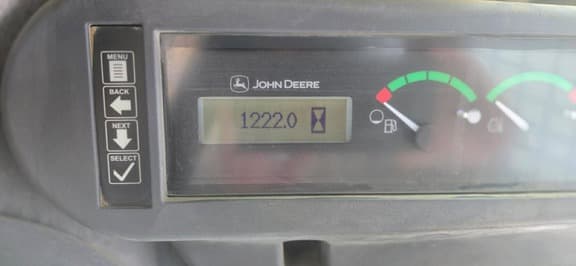 MENU
BACK
NEXT
SELECT
JOHN DEERE
1222.0